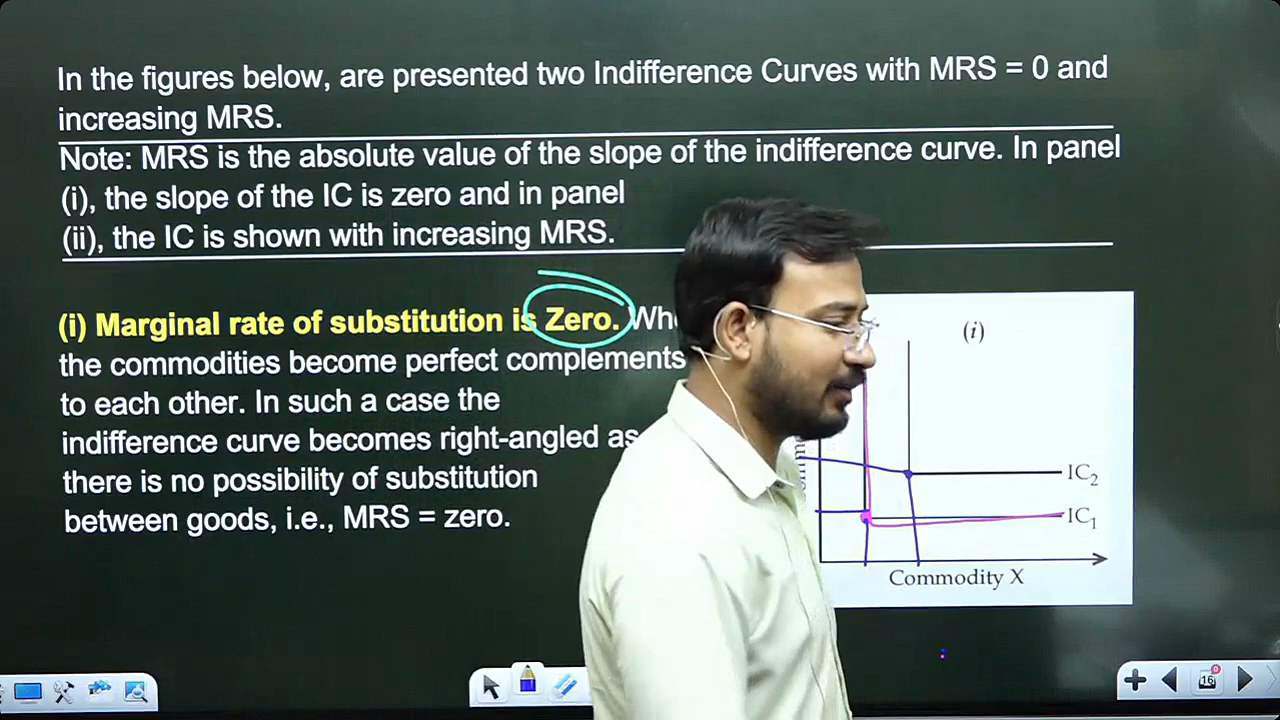 In the figures below, are presented two Indifference Curves with MRS = 0 and
increasing MRS.
Note: MRS is the absolute value of the slope of the indifference curve. In panel
(i), the slope of the IC is zero and in panel
(ii), the IC is shown with increasing MRS.
(i) Marginal rate of substitution is Zero.
the commodities become perfect complements
to each other. In such a case the
indifference curve becomes right-angled as
there is no possibility of substitution
between goods, i.e., MRS = zero.
(i)
IC2
IC1
Commodity X
16